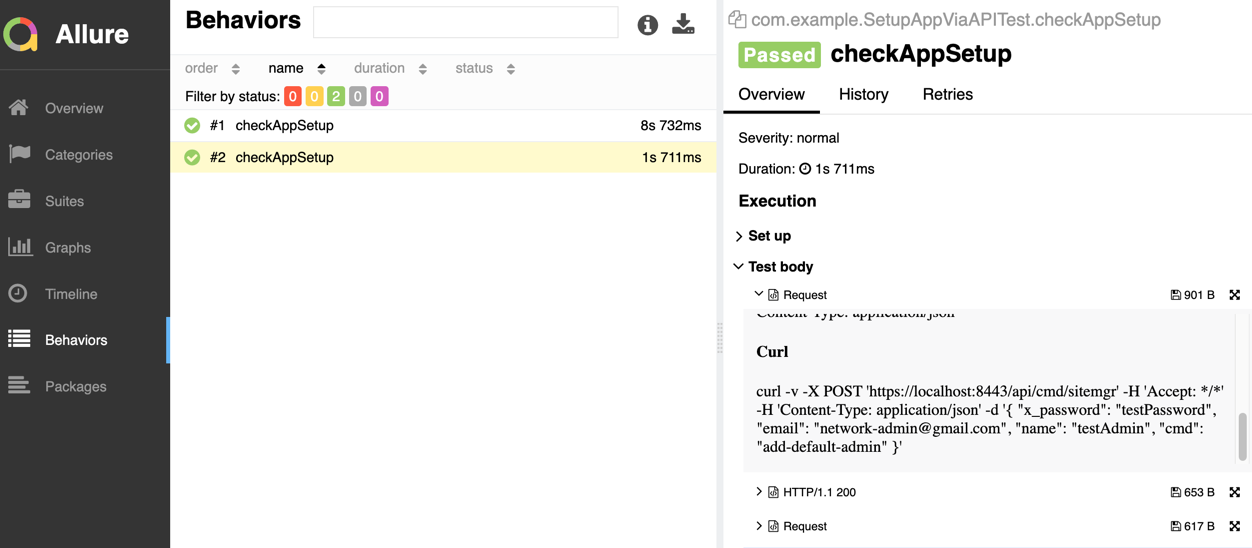 Allure
Overview
Categories
Suites
Graphs
Timeline
Behaviors
Packages
Behaviors
order name duration status
Filter by status: 0 0 2 0 0
#1 checkAppSetup 8s 732ms
#2 checkAppSetup 1s 711ms
com.example.SetupAppViaAPITest.checkAppSetup
Passed checkAppSetup
Overview History Retries
Severity: normal
Duration: 1s 711ms
Execution
Set up
Test body
Request 901 B
Content-Type: application/json
Curl
curl -v -X POST 'https://localhost:8443/api/cmd/sitemgr' -H 'Accept: */*'
-H 'Content-Type: application/json' -d '{ "x_password": "testPassword",
"email": "network-admin@gmail.com", "name": "testAdmin", "cmd":
"add-default-admin" }'
HTTP/1.1 200 653 B
Request 617 B